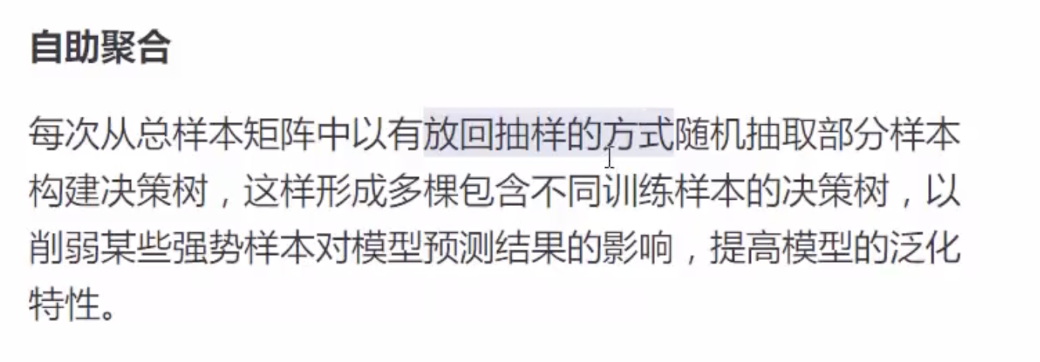 自助聚合
每次从总样本矩阵中以有放回抽样的方式随机抽取部分样本
构建决策树，这样形成多棵包含不同训练样本的决策树，以
削弱某些强势样本对模型预测结果的影响，提高模型的泛化
特性。